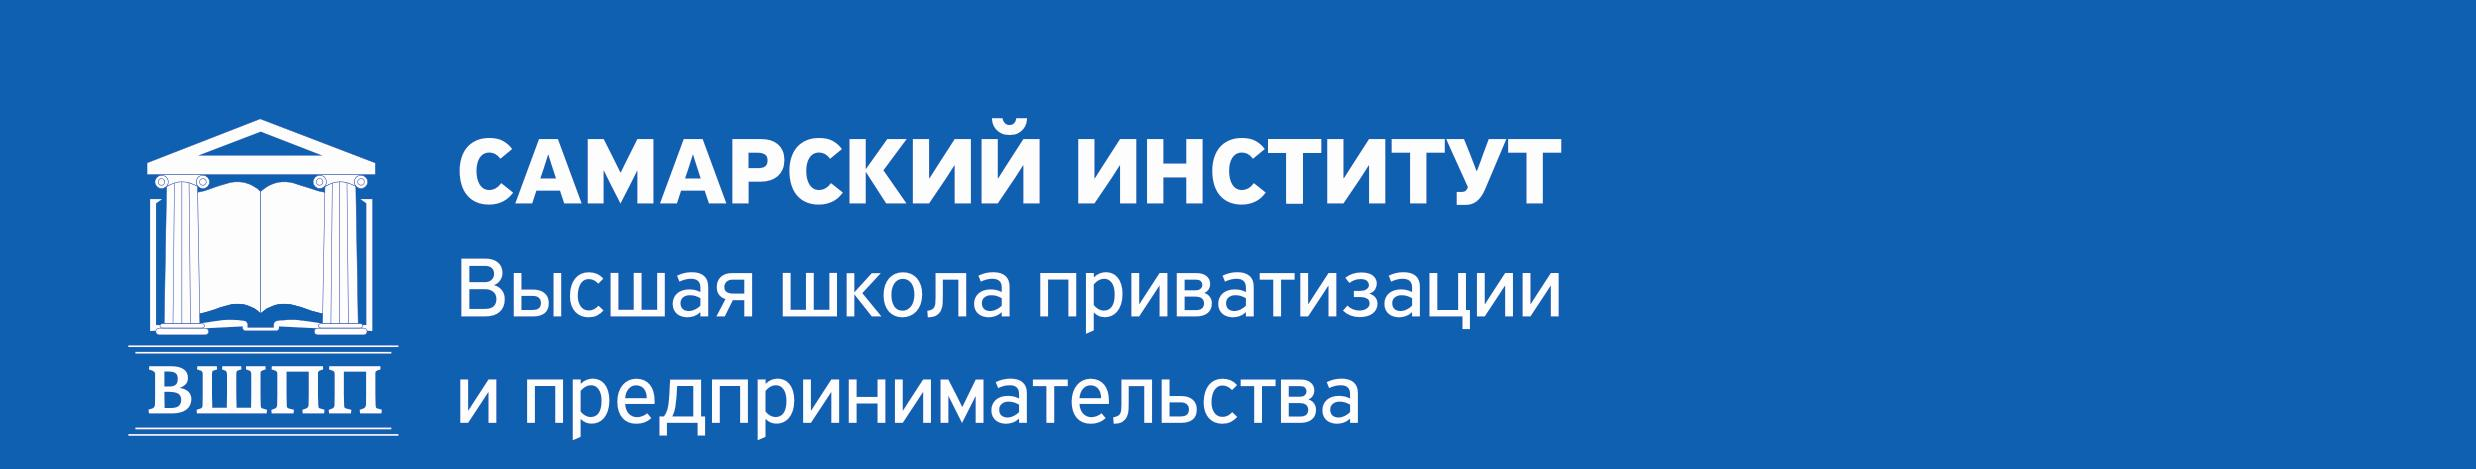 САМАРСКИЙ ИНСТИТУТ
Высшая школа приватизации
и предпринимательства
ВШПП